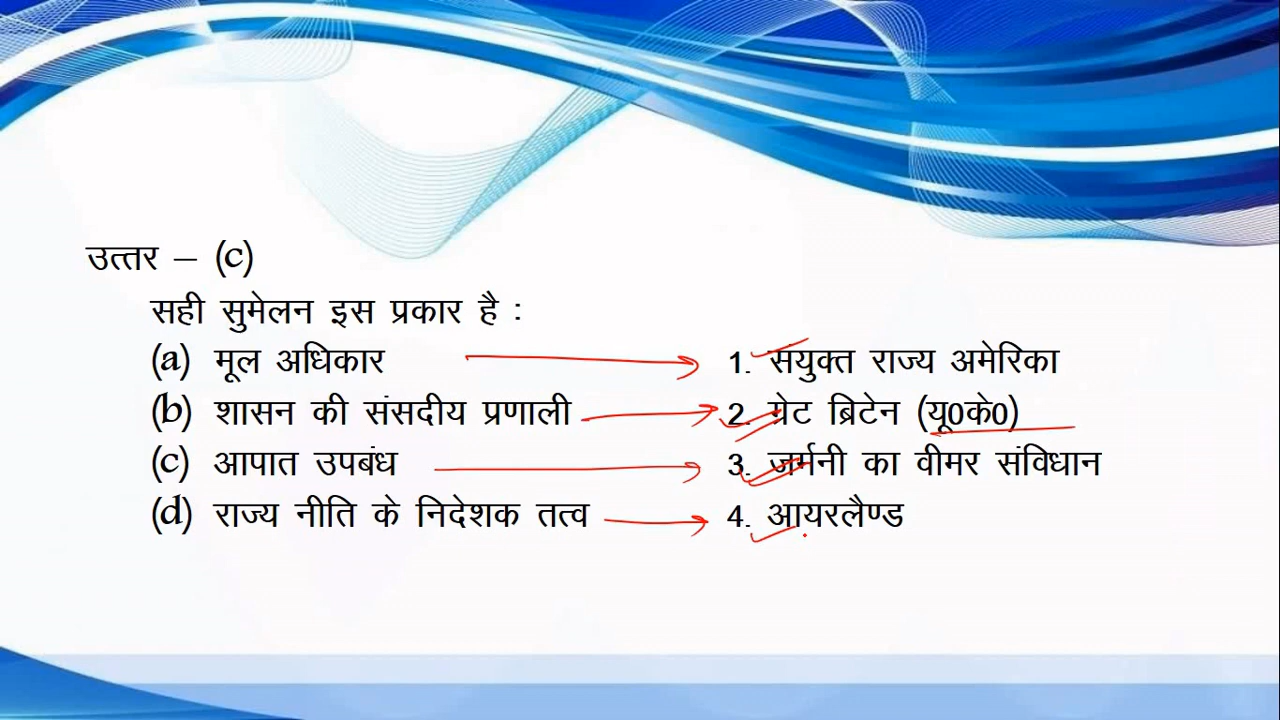 उत्तर – (c)
सही सुमेलन इस प्रकार है :
(a) मूल अधिकार 1. संयुक्त राज्य अमेरिका
(b) शासन की संसदीय प्रणाली 2. ग्रेट ब्रिटेन (यू0के0)
(c) आपात उपबंध 3. जर्मनी का वीमर संविधान
(d) राज्य नीति के निदेशक तत्व 4. आयरलैण्ड